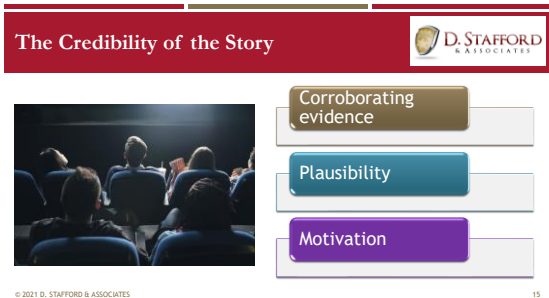 The Credibility of the Story
D. STAFFORD
& ASSOCIATES
Corroborating
evidence
Plausibility
Motivation
© 2021 D. STAFFORD & ASSOCIATES
15